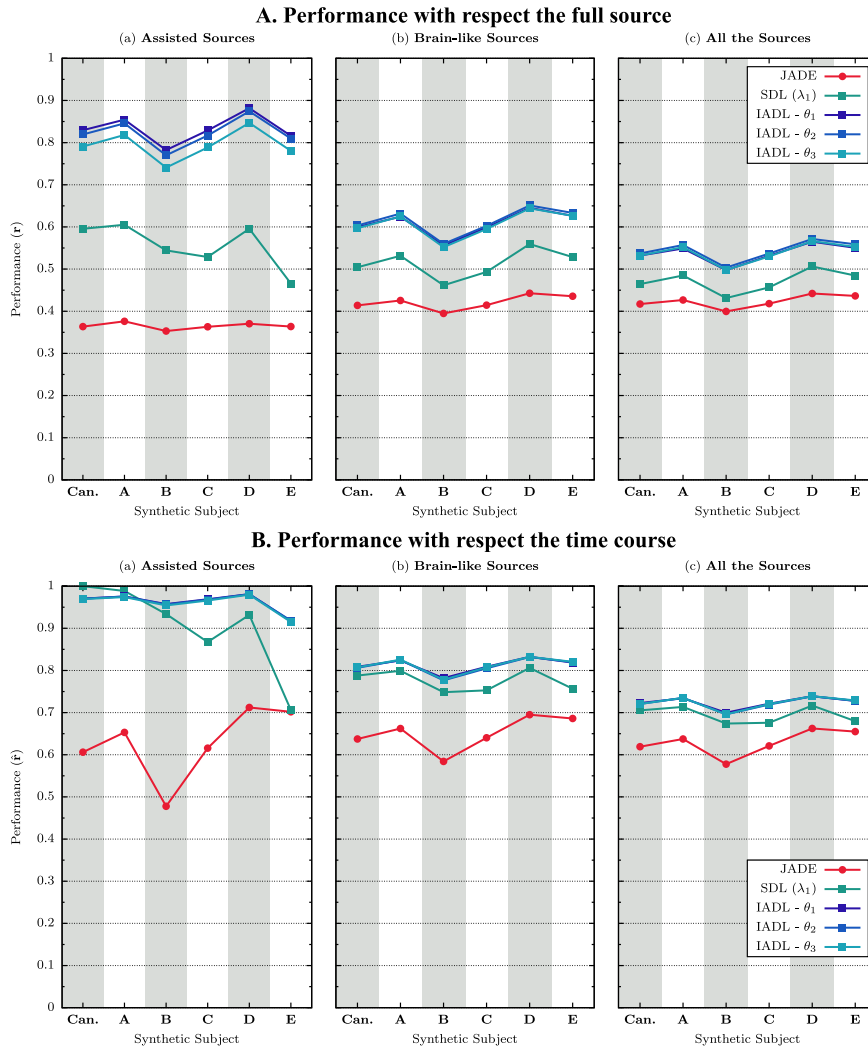 A. Performance with respect the full source
(a) Assisted Sources
(b) Brain-like Sources
(c) All the Sources
1
0.9
0.8
0.7
0.6
0.5
0.4
0.3
0.2
0.1
0
Performance (r)
JADE
SDL (λ1)
IADL - θ1
IADL - θ2
IADL - θ3
Can. A B C D E
Can. A B C D E
Can. A B C D E
Synthetic Subject
Synthetic Subject
Synthetic Subject
B. Performance with respect the time course
(a) Assisted Sources
(b) Brain-like Sources
(c) All the Sources
1
0.9
0.8
0.7
0.6
0.5
0.4
0.3
0.2
0.1
0
Performance (r̂)
JADE
SDL (λ1)
IADL - θ1
IADL - θ2
IADL - θ3
Can. A B C D E
Can. A B C D E
Can. A B C D E
Synthetic Subject
Synthetic Subject
Synthetic Subject